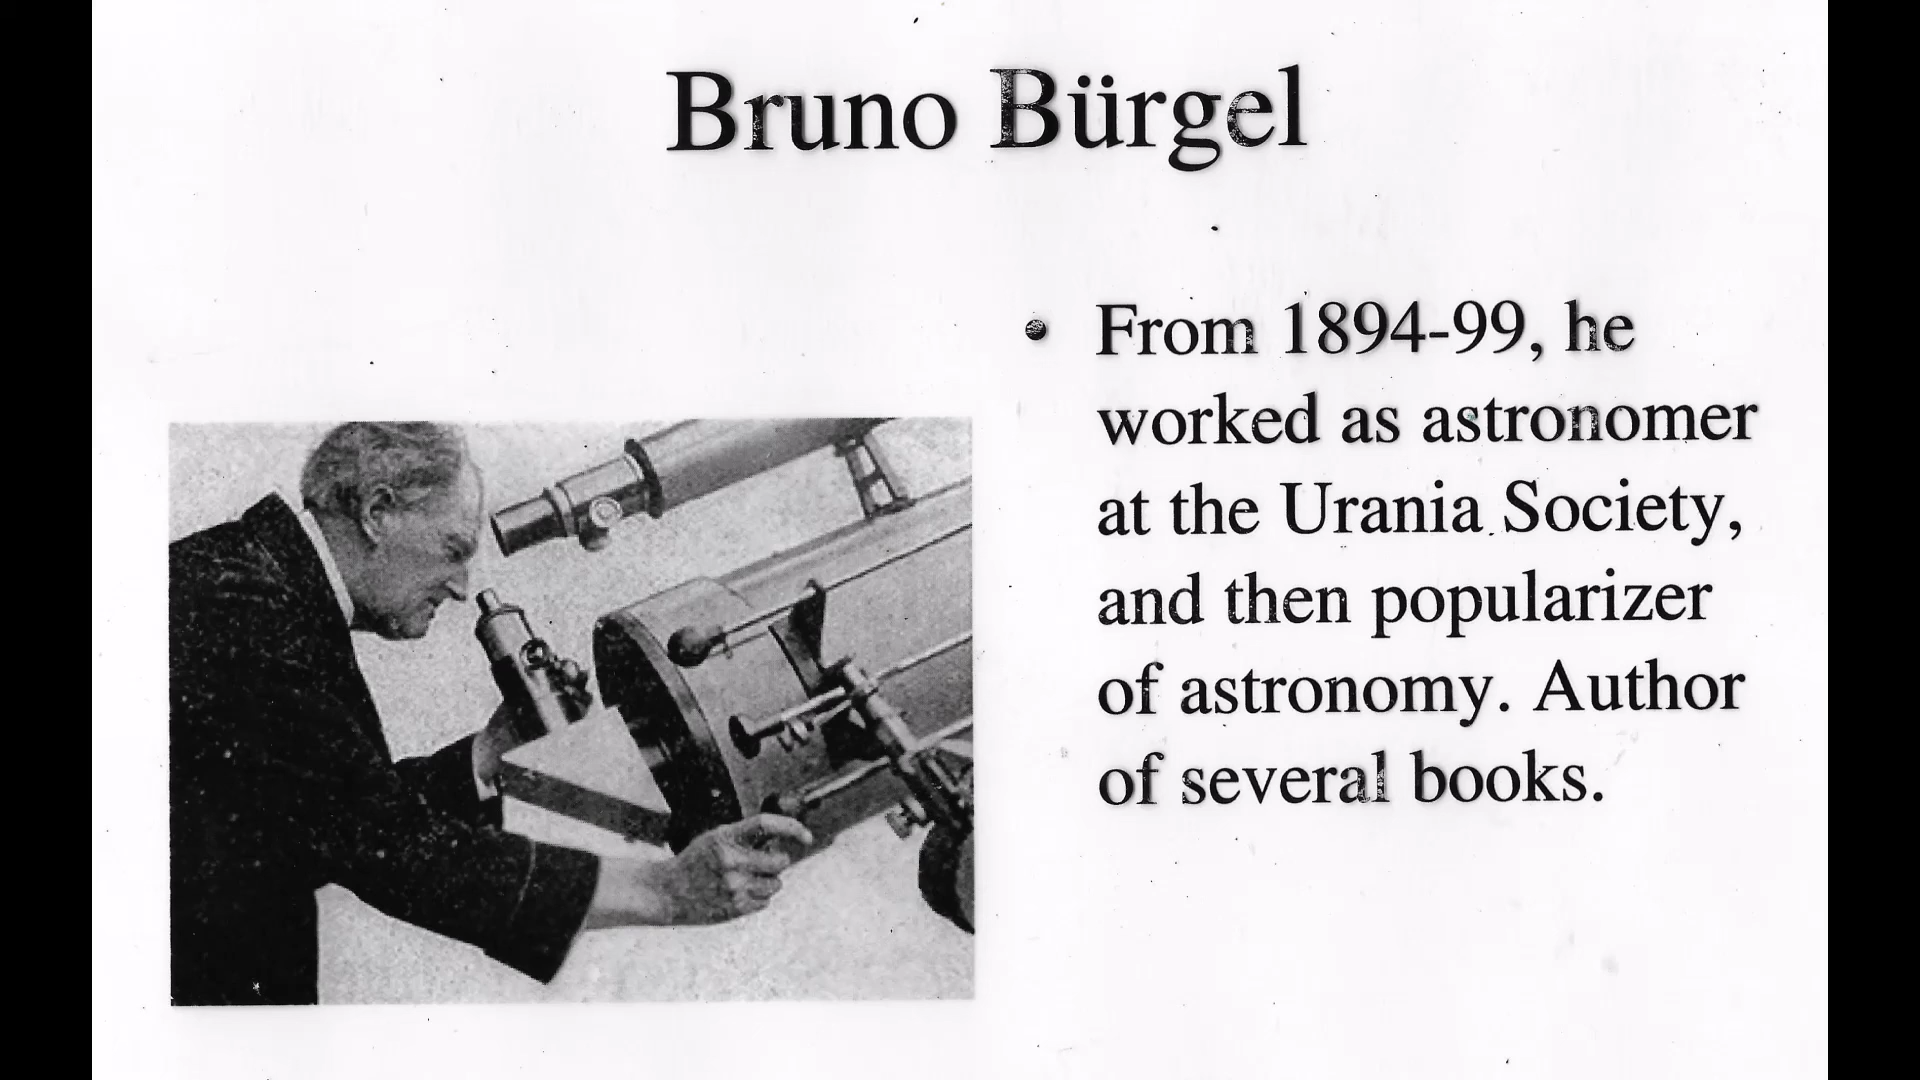 Bruno Bürgel
• From 1894-99, he
worked as astronomer
at the Urania Society,
and then popularizer
of astronomy. Author
of several books.